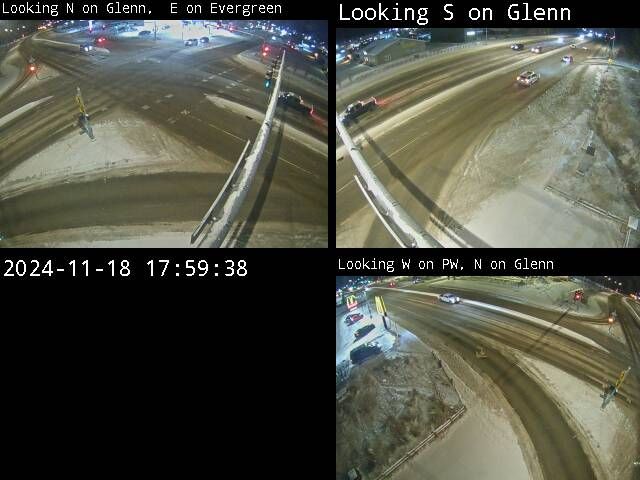 Looking N on Glenn, E on Evergreen
Looking S on Glenn
2024-11-18 17:59:38
Looking W on PW, N on Glenn